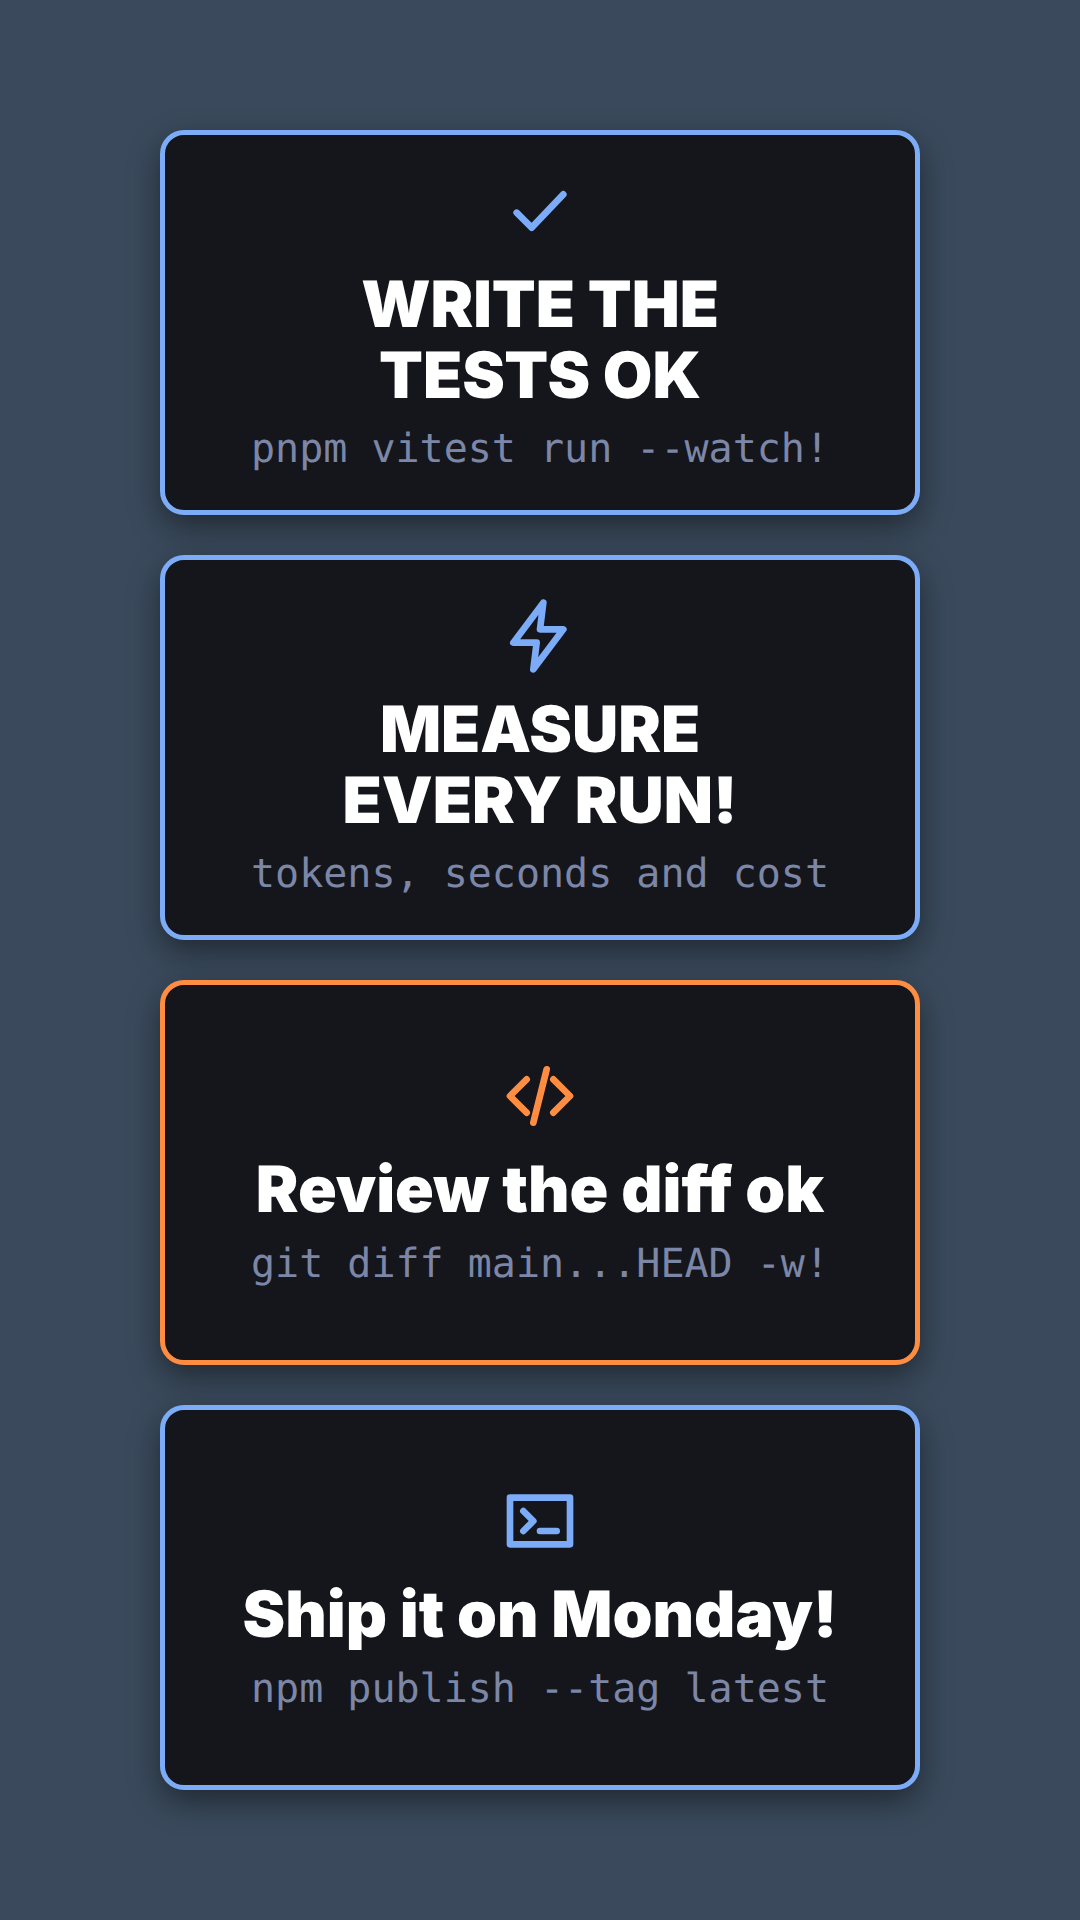 WRITE THE
TESTS OK
pnpm vitest run --watch!
MEASURE
EVERY RUN!
tokens, seconds and cost
Review the diff ok
git diff main...HEAD -w!
Ship it on Monday!
npm publish --tag latest